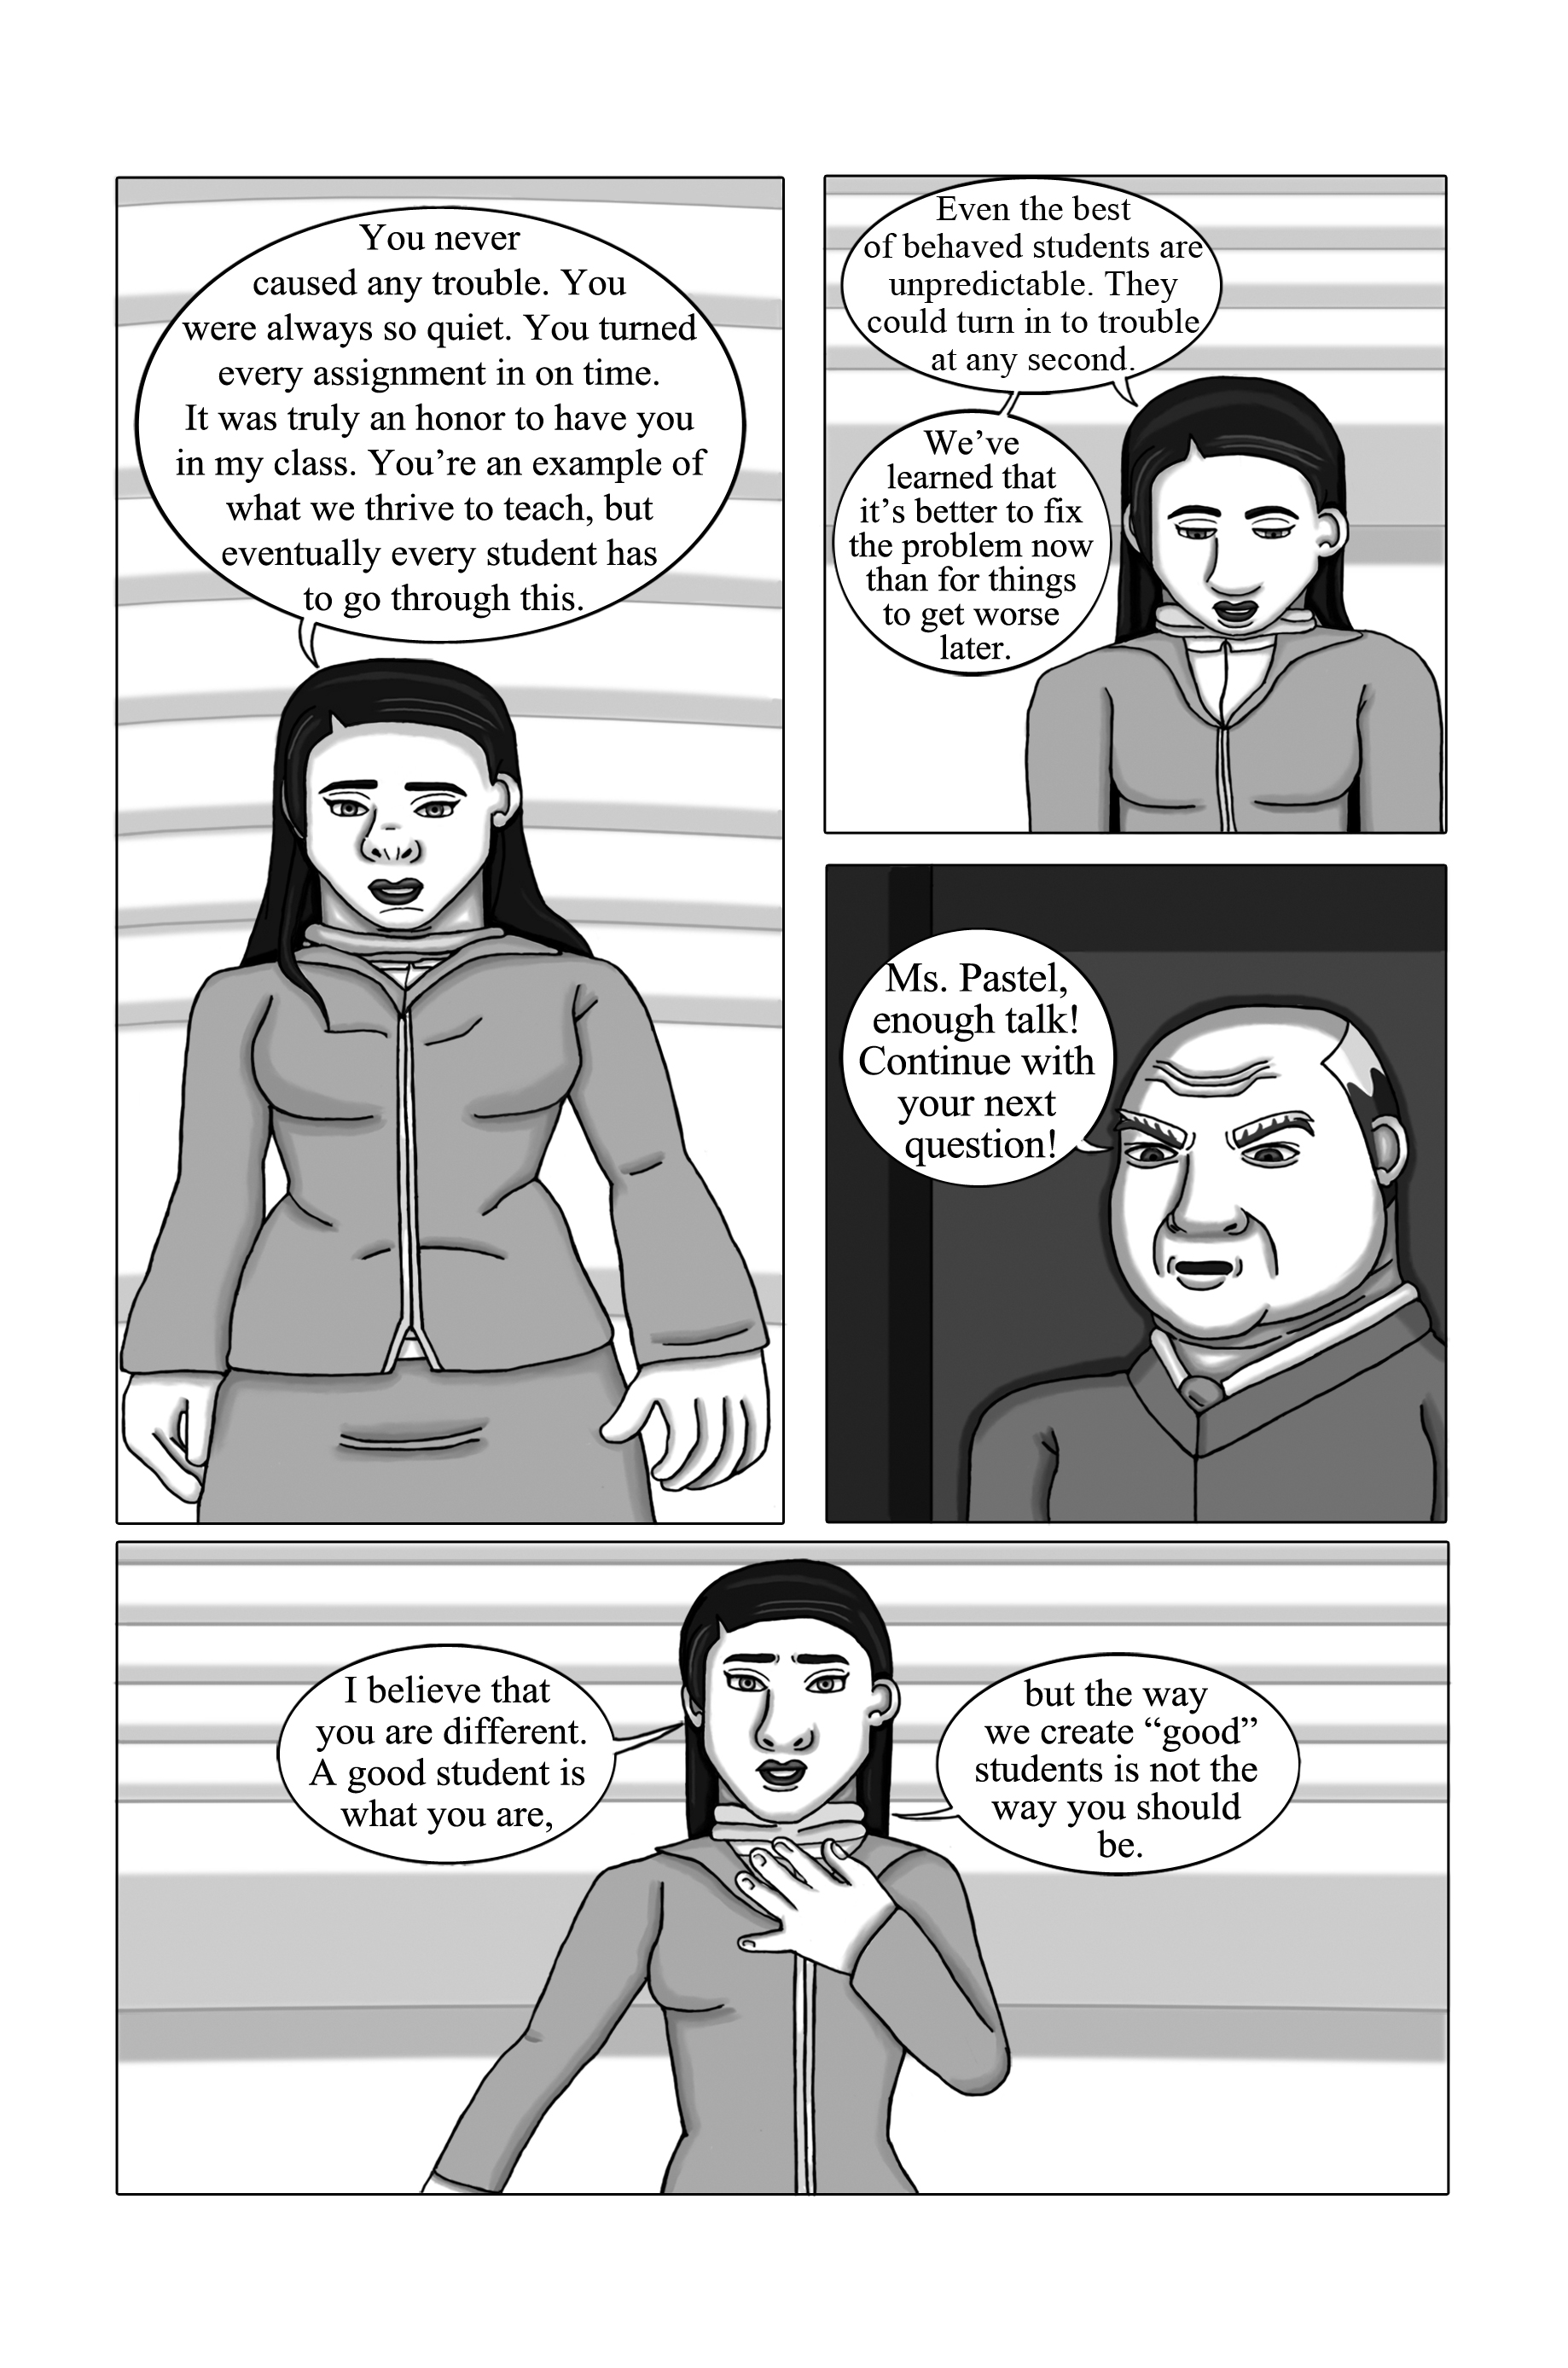 You never
caused any trouble. You
were always so quiet. You turned
every assignment in on time.
It was truly an honor to have you
in my class. You’re an example of
what we thrive to teach, but
eventually every student has
to go through this.
Even the best
of behaved students are
unpredictable. They
could turn in to trouble
at any second.
We’ve
learned that
it’s better to fix
the problem now
than for things
to get worse
later.
Ms. Pastel,
enough talk!
Continue with
your next
question!
I believe that
you are different.
A good student is
what you are,
but the way
we create “good”
students is not the
way you should
be.